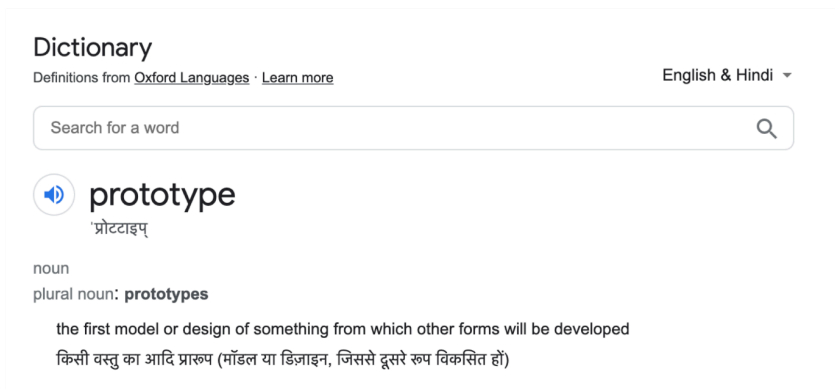 Dictionary
Definitions from Oxford Languages · Learn more
English & Hindi
Search for a word
prototype
ˈप्रोटटाइप्
noun
plural noun: prototypes
the first model or design of something from which other forms will be developed
किसी वस्तु का आदि प्रारूप (मॉडल या डिज़ाइन, जिससे दूसरे रूप विकसित हों)